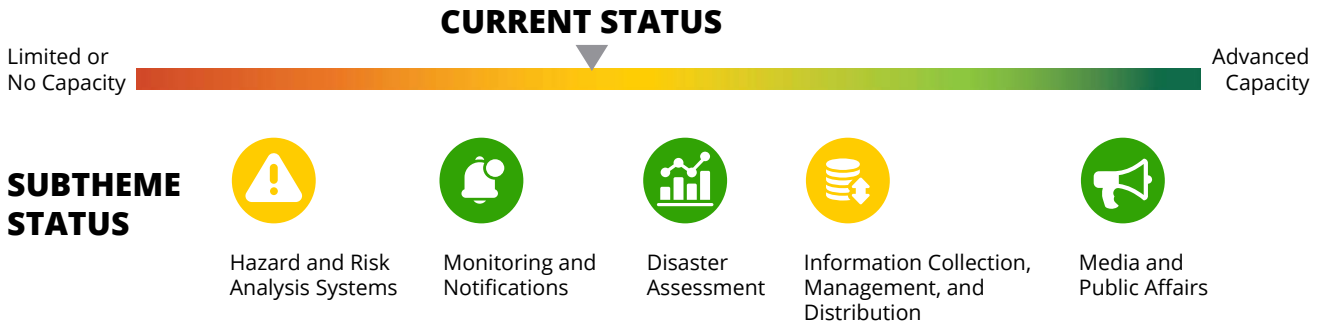 CURRENT STATUS
Limited or
No Capacity
Advanced
Capacity
SUBTHEME
STATUS
Hazard and Risk
Analysis Systems
Monitoring and
Notifications
Disaster
Assessment
Information Collection,
Management, and
Distribution
Media and
Public Affairs